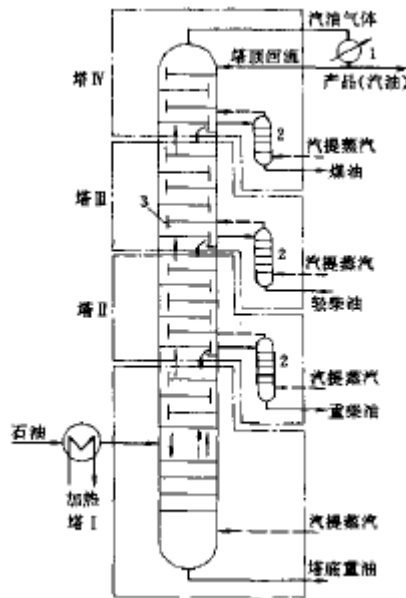 汽油气体
1
塔顶回流
产品(汽油)
塔Ⅳ
2
汽提蒸汽
煤油
塔Ⅲ
3
2
汽提蒸汽
轻柴油
塔Ⅱ
2
汽提蒸汽
重柴油
石油
加热
塔Ⅰ
汽提蒸汽
塔底重油